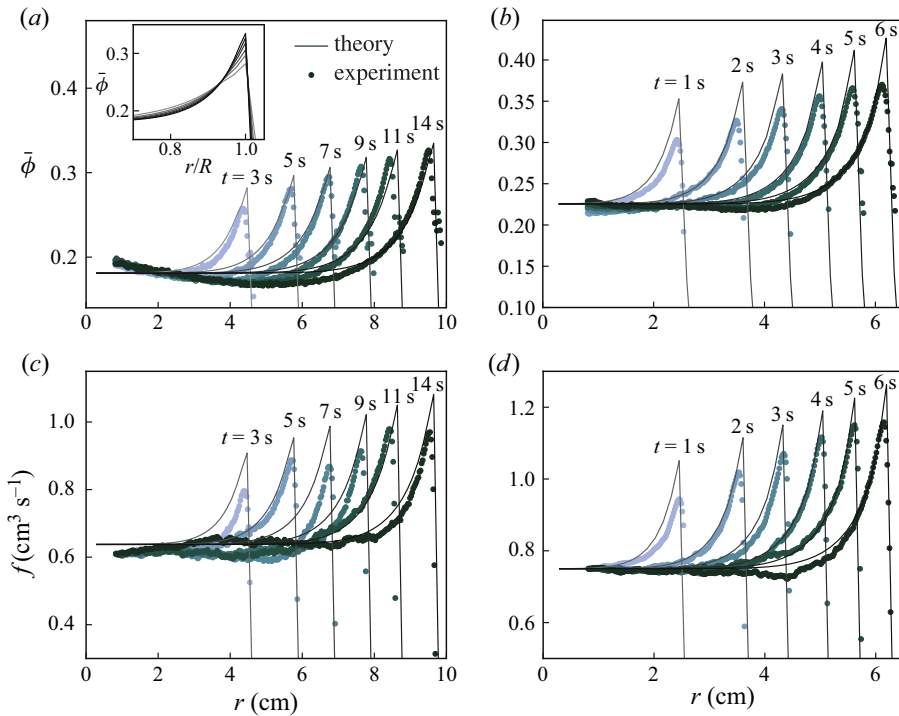 (a)
0.4
0.3
0.2
ϕ̄
0 2 4 6 8 10
0.3
0.2
ϕ̄
0.8 1.0
r/R
theory
experiment
t = 3 s 5 s 7 s 9 s 11 s 14 s
(b)
0.40
0.35
0.30
0.25
0.20
0.15
0.10
0 2 4 6
t = 1 s 2 s 3 s 4 s 5 s 6 s
(c)
1.0
0.8
0.6
0.4
f (cm³ s⁻¹)
0 2 4 6 8 10
r (cm)
t = 3 s 5 s 7 s 9 s 11 s 14 s
(d)
1.2
1.0
0.8
0.6
0 2 4 6
r (cm)
t = 1 s 2 s 3 s 4 s 5 s 6 s